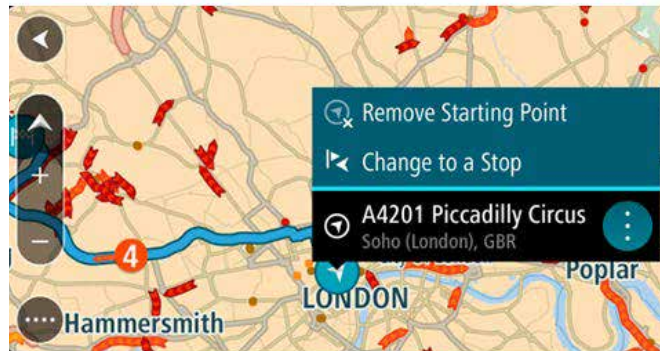 Remove Starting Point
Change to a Stop
A4201 Piccadilly Circus
Soho (London), GBR
4
Poplar
LONDON
Hammersmith